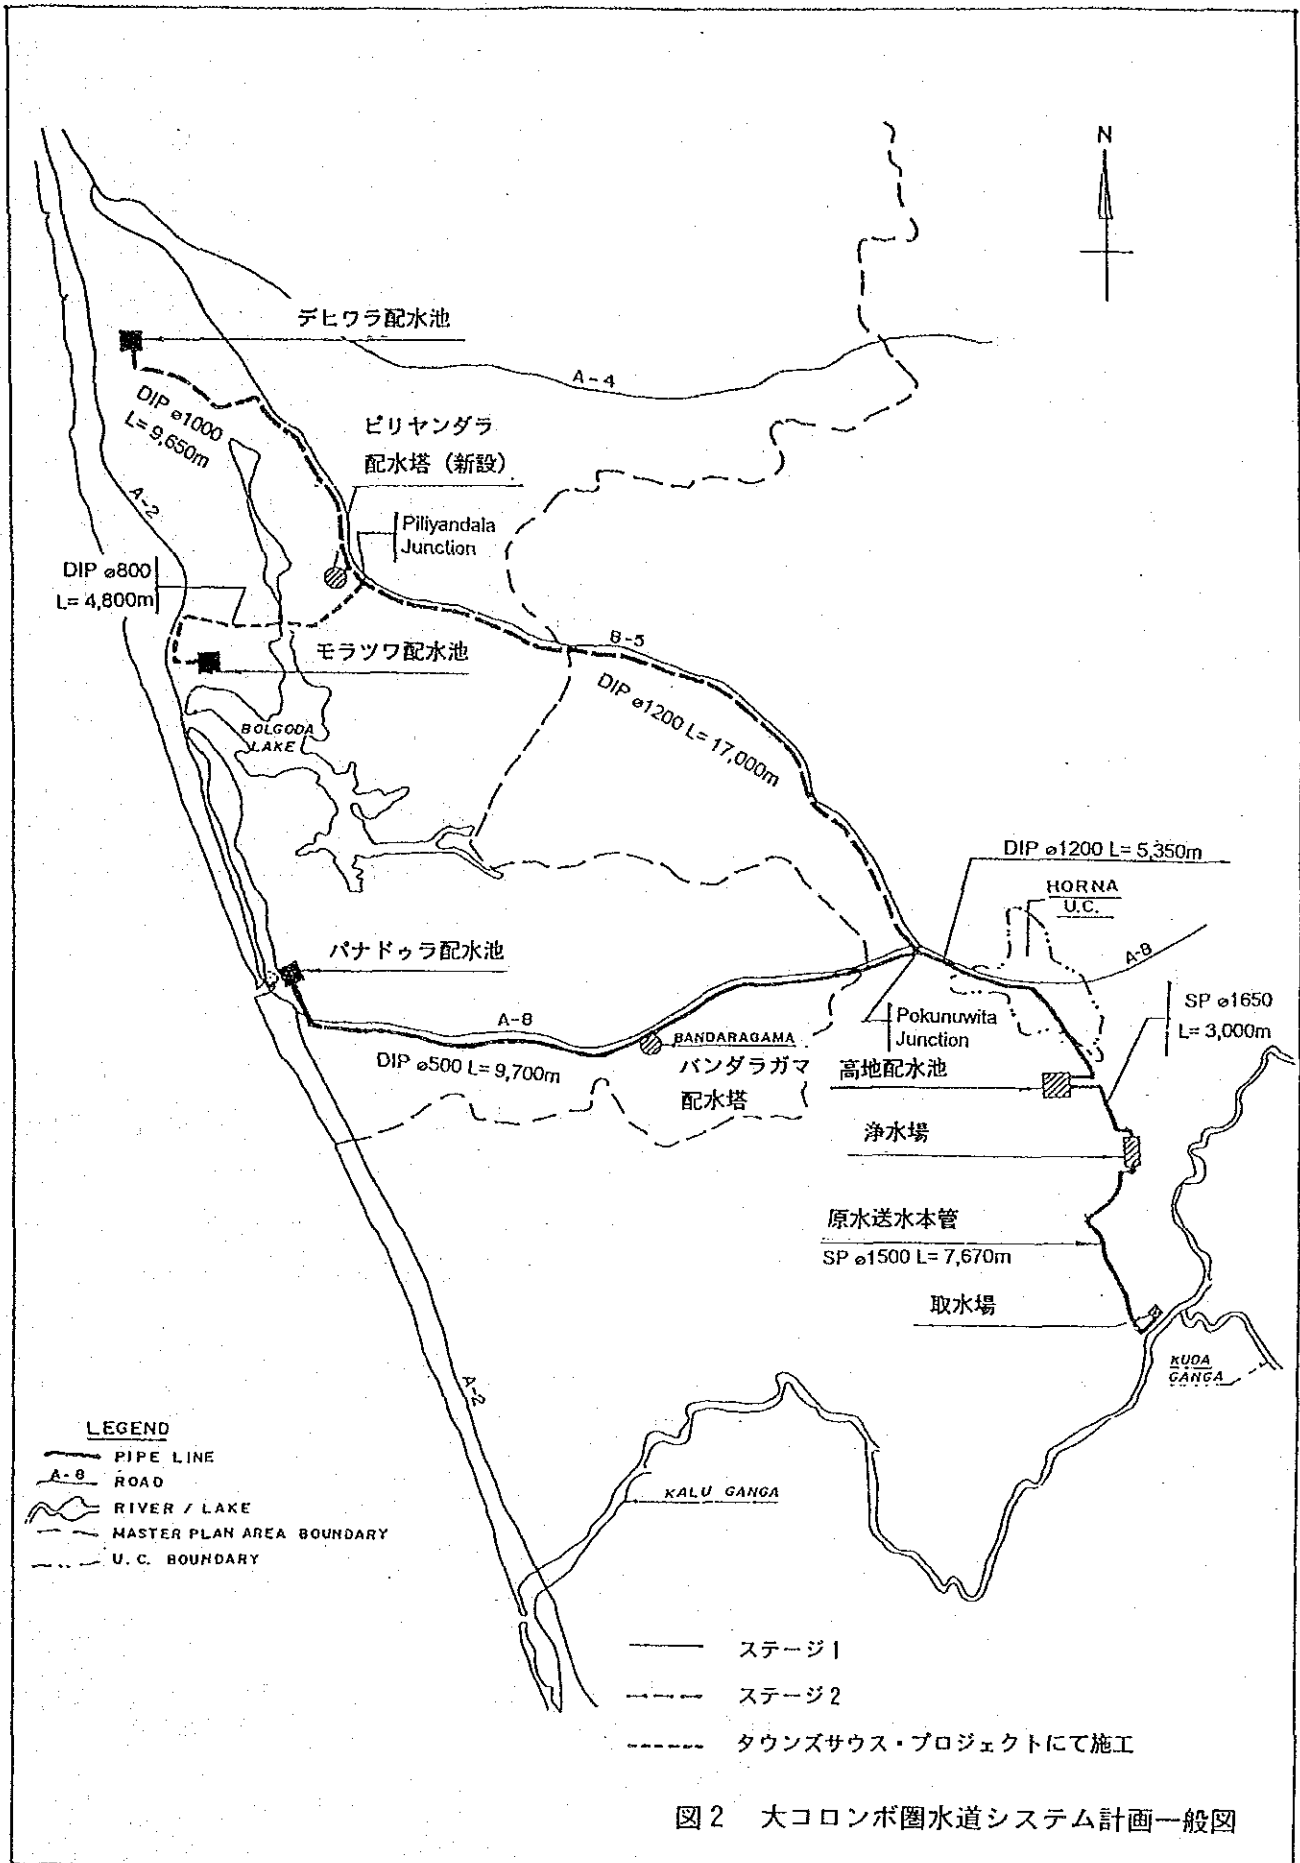 N
デヒワラ配水池
A-4
DIP ø1000
L= 9,650m
ピリヤンダラ
配水塔（新設）
A-2
Piliyandala
Junction
DIP ø800
L= 4,800m
モラツワ配水池
B-5
DIP ø1200 L= 17,000m
BOLGODA
LAKE
DIP ø1200 L= 5,350m
HORNA
U.C.
A-8
パナドゥラ配水池
SP ø1650
L= 3,000m
A-8
Pokunuwita
Junction
BANDARAGAMA
DIP ø500 L= 9,700m
バンダラガマ
配水塔
高地配水池
浄水場
原水送水本管
SP ø1500 L= 7,670m
取水場
KUDA
GANGA
A-2
KALU GANGA
LEGEND
PIPE LINE
A-8 ROAD
RIVER / LAKE
MASTER PLAN AREA BOUNDARY
U.C. BOUNDARY
ステージ1
ステージ2
タウンズサウス・プロジェクトにて施工
図2 大コロンボ圏水道システム計画一般図